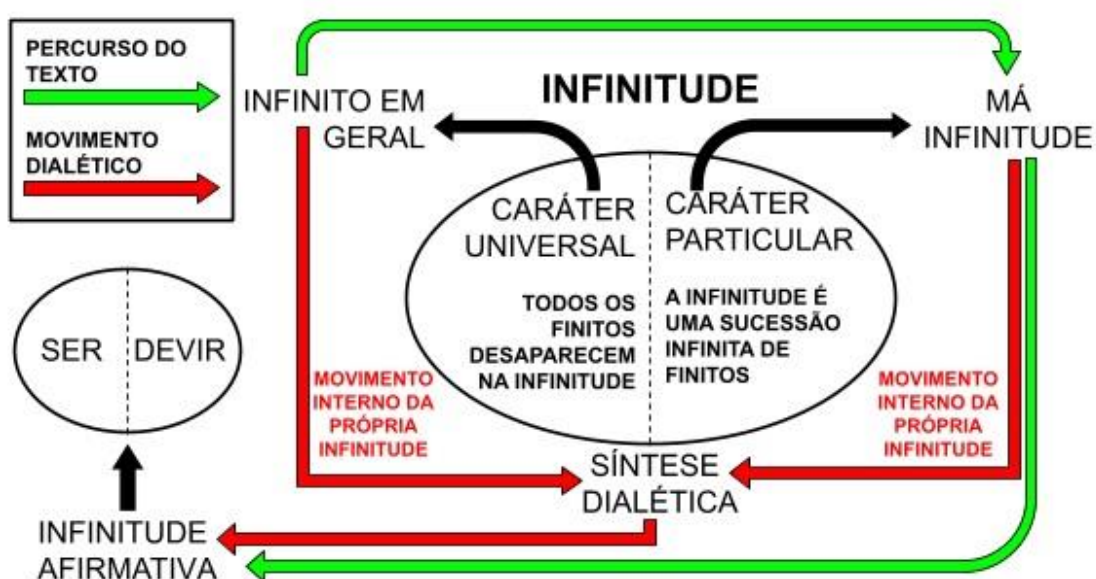 PERCURSO DO
TEXTO
MOVIMENTO
DIALÉTICO
INFINITUDE
INFINITO EM
GERAL
MÁ
INFINITUDE
CARÁTER
UNIVERSAL
CARÁTER
PARTICULAR
TODOS OS
FINITOS
DESAPARECEM
NA INFINITUDE
A INFINITUDE É
UMA SUCESSÃO
INFINITA DE
FINITOS
SER
DEVIR
MOVIMENTO
INTERNO DA
PRÓPRIA
INFINITUDE
MOVIMENTO
INTERNO DA
PRÓPRIA
INFINITUDE
SÍNTESE
DIALÉTICA
INFINITUDE
AFIRMATIVA